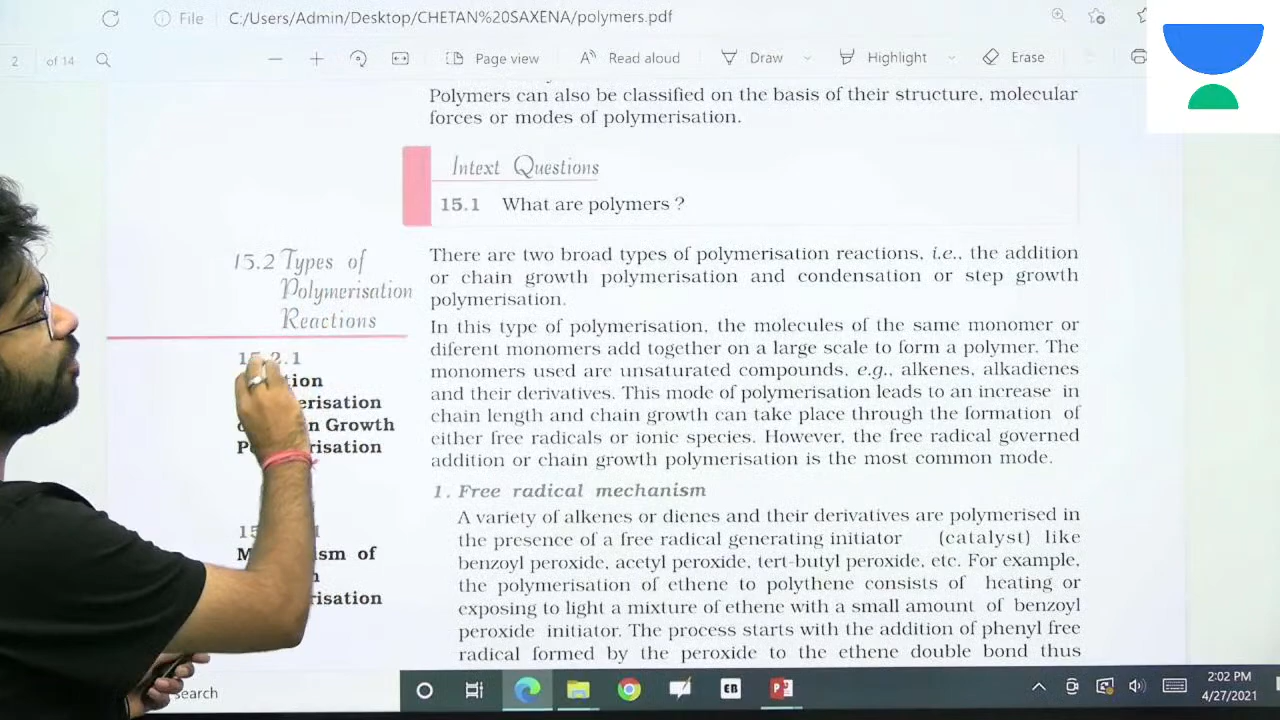 File C:/Users/Admin/Desktop/CHETAN%20SAXENA/polymers.pdf
2 of 14 Page view Read aloud Draw Highlight Erase
Polymers can also be classified on the basis of their structure, molecular
forces or modes of polymerisation.
Intext Questions
15.1 What are polymers ?
15.2 Types of
Polymerisation
Reactions
There are two broad types of polymerisation reactions, i.e., the addition
or chain growth polymerisation and condensation or step growth
polymerisation.
15.2.1
Growth
In this type of polymerisation, the molecules of the same monomer or
diferent monomers add together on a large scale to form a polymer. The
monomers used are unsaturated compounds, e.g., alkenes, alkadienes
and their derivatives. This mode of polymerisation leads to an increase in
chain length and chain growth can take place through the formation of
either free radicals or ionic species. However, the free radical governed
addition or chain growth polymerisation is the most common mode.
of
1. Free radical mechanism
A variety of alkenes or dienes and their derivatives are polymerised in
the presence of a free radical generating initiator (catalyst) like
benzoyl peroxide, acetyl peroxide, tert-butyl peroxide, etc. For example,
the polymerisation of ethene to polythene consists of heating or
exposing to light a mixture of ethene with a small amount of benzoyl
peroxide initiator. The process starts with the addition of phenyl free
radical formed by the peroxide to the ethene double bond thus
search
EB
2:02 PM
4/27/2021